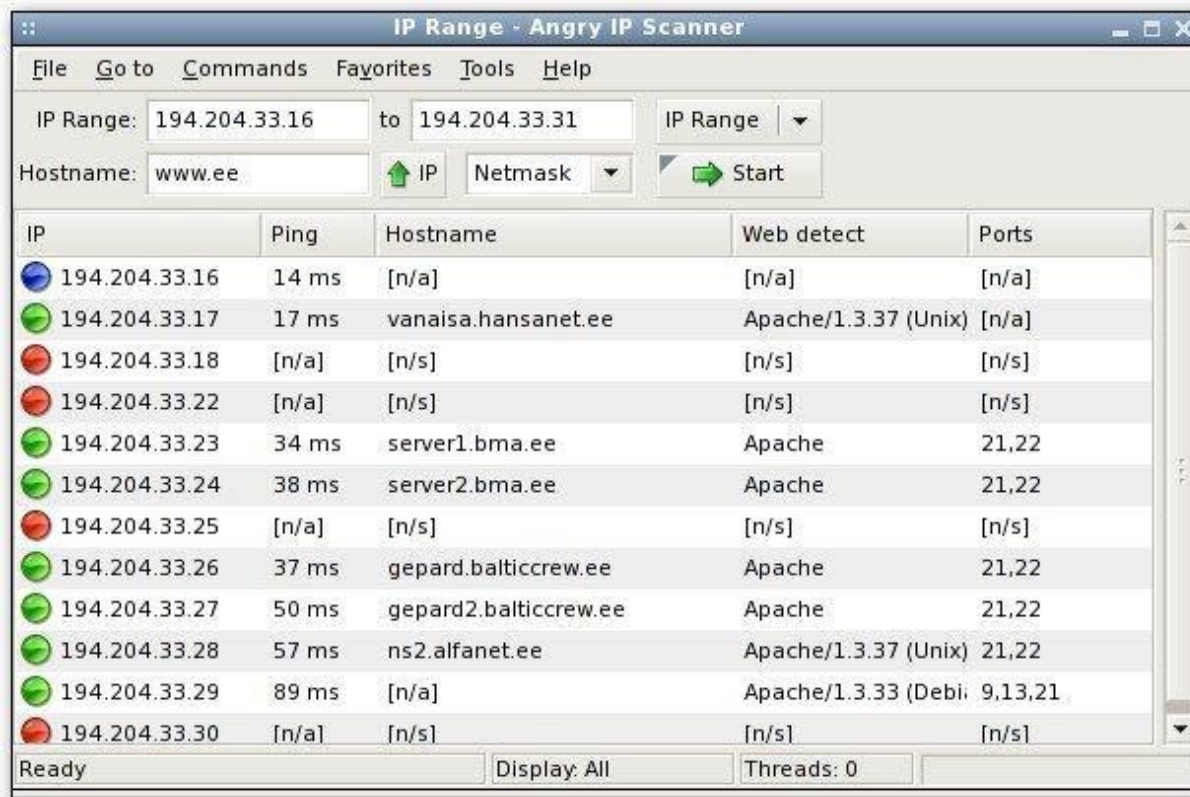 IP Range - Angry IP Scanner
File Go to Commands Favorites Tools Help
IP Range: 194.204.33.16 to 194.204.33.31 IP Range
Hostname: www.ee IP Netmask Start
IP Ping Hostname Web detect Ports
194.204.33.16 14 ms [n/a] [n/a] [n/a]
194.204.33.17 17 ms vanaisa.hansanet.ee Apache/1.3.37 (Unix) [n/a]
194.204.33.18 [n/a] [n/s] [n/s] [n/s]
194.204.33.22 [n/a] [n/s] [n/s] [n/s]
194.204.33.23 34 ms server1.bma.ee Apache 21,22
194.204.33.24 38 ms server2.bma.ee Apache 21,22
194.204.33.25 [n/a] [n/s] [n/s] [n/s]
194.204.33.26 37 ms gepard.balticcrew.ee Apache 21,22
194.204.33.27 50 ms gepard2.balticcrew.ee Apache 21,22
194.204.33.28 57 ms ns2.alfanet.ee Apache/1.3.37 (Unix) 21,22
194.204.33.29 89 ms [n/a] Apache/1.3.33 (Debi 9,13,21
194.204.33.30 [n/a] [n/s] [n/s] [n/s]
Ready Display: All Threads: 0